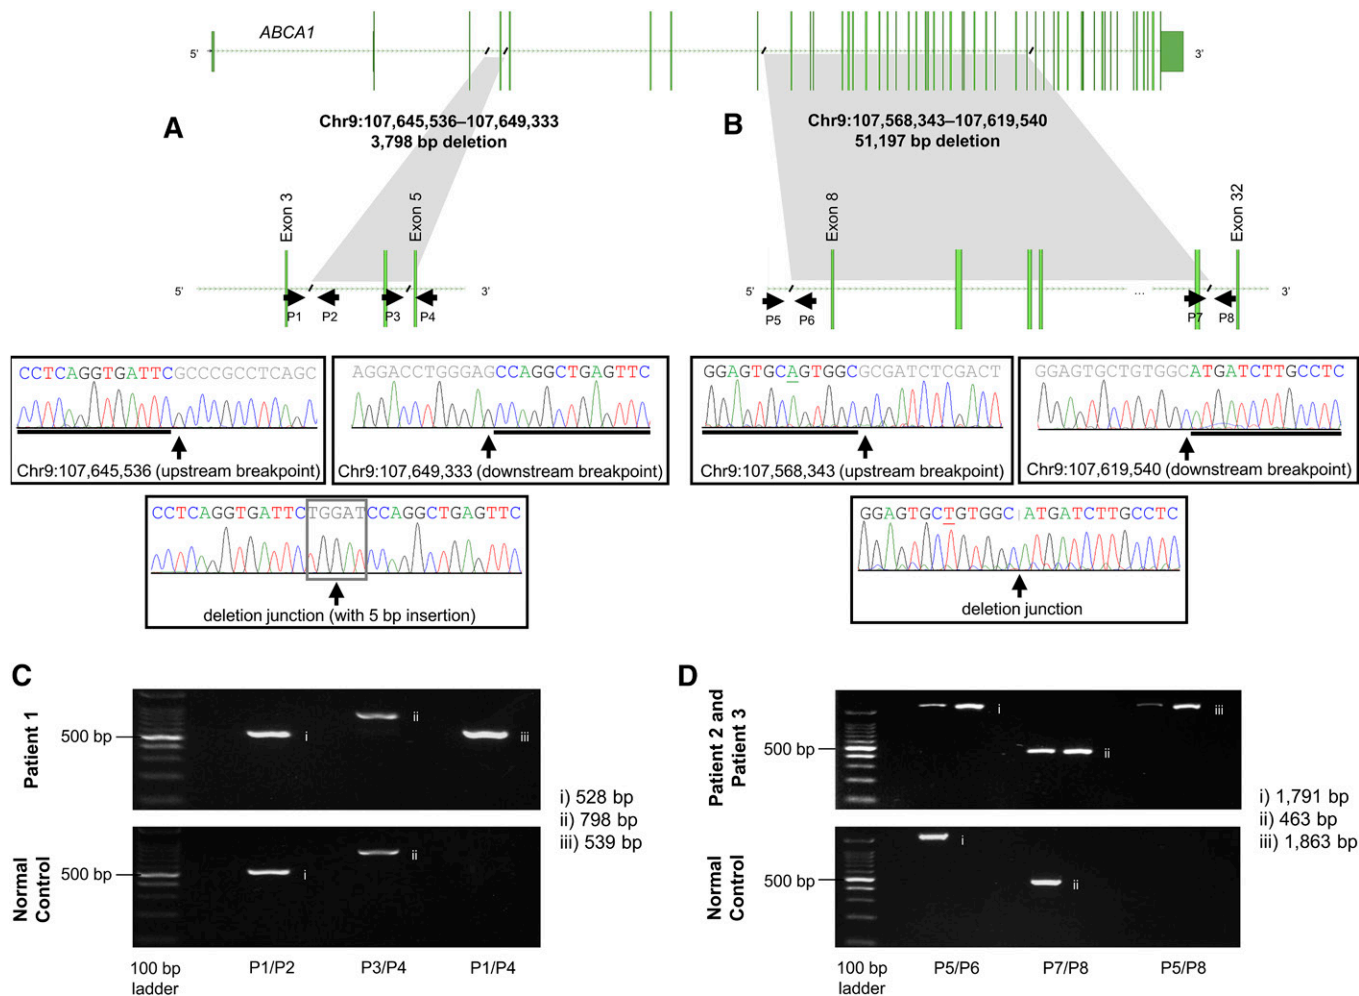 ABCA1
5'
3'
A
Chr9:107,645,536–107,649,333
3,798 bp deletion
B
Chr9:107,568,343–107,619,540
51,197 bp deletion
Exon 3
Exon 5
5'
3'
P1
P2
P3
P4
Exon 8
Exon 32
5'
...
3'
P5
P6
P7
P8
CCTCAGGTGATTCGCCCGCCTCAGC
Chr9:107,645,536 (upstream breakpoint)
AGGACCTGGGAGCCAGGCTGAGTTC
Chr9:107,649,333 (downstream breakpoint)
GGAGTGCAGTGGCGCGATCTCGACT
Chr9:107,568,343 (upstream breakpoint)
GGAGTGCTGTGGCATGATCTTGCCTC
Chr9:107,619,540 (downstream breakpoint)
CCTCAGGTGATTCTGGATCCAGGCTGAGTTC
deletion junction (with 5 bp insertion)
GGAGTGCTGTGGC|ATGATCTTGCCTC
deletion junction
C
Patient 1
500 bp
i
ii
iii
Normal
Control
500 bp
i
ii
i) 528 bp
ii) 798 bp
iii) 539 bp
100 bp
ladder
P1/P2
P3/P4
P1/P4
D
Patient 2 and
Patient 3
500 bp
i
ii
iii
Normal
Control
500 bp
i
ii
i) 1,791 bp
ii) 463 bp
iii) 1,863 bp
100 bp
ladder
P5/P6
P7/P8
P5/P8